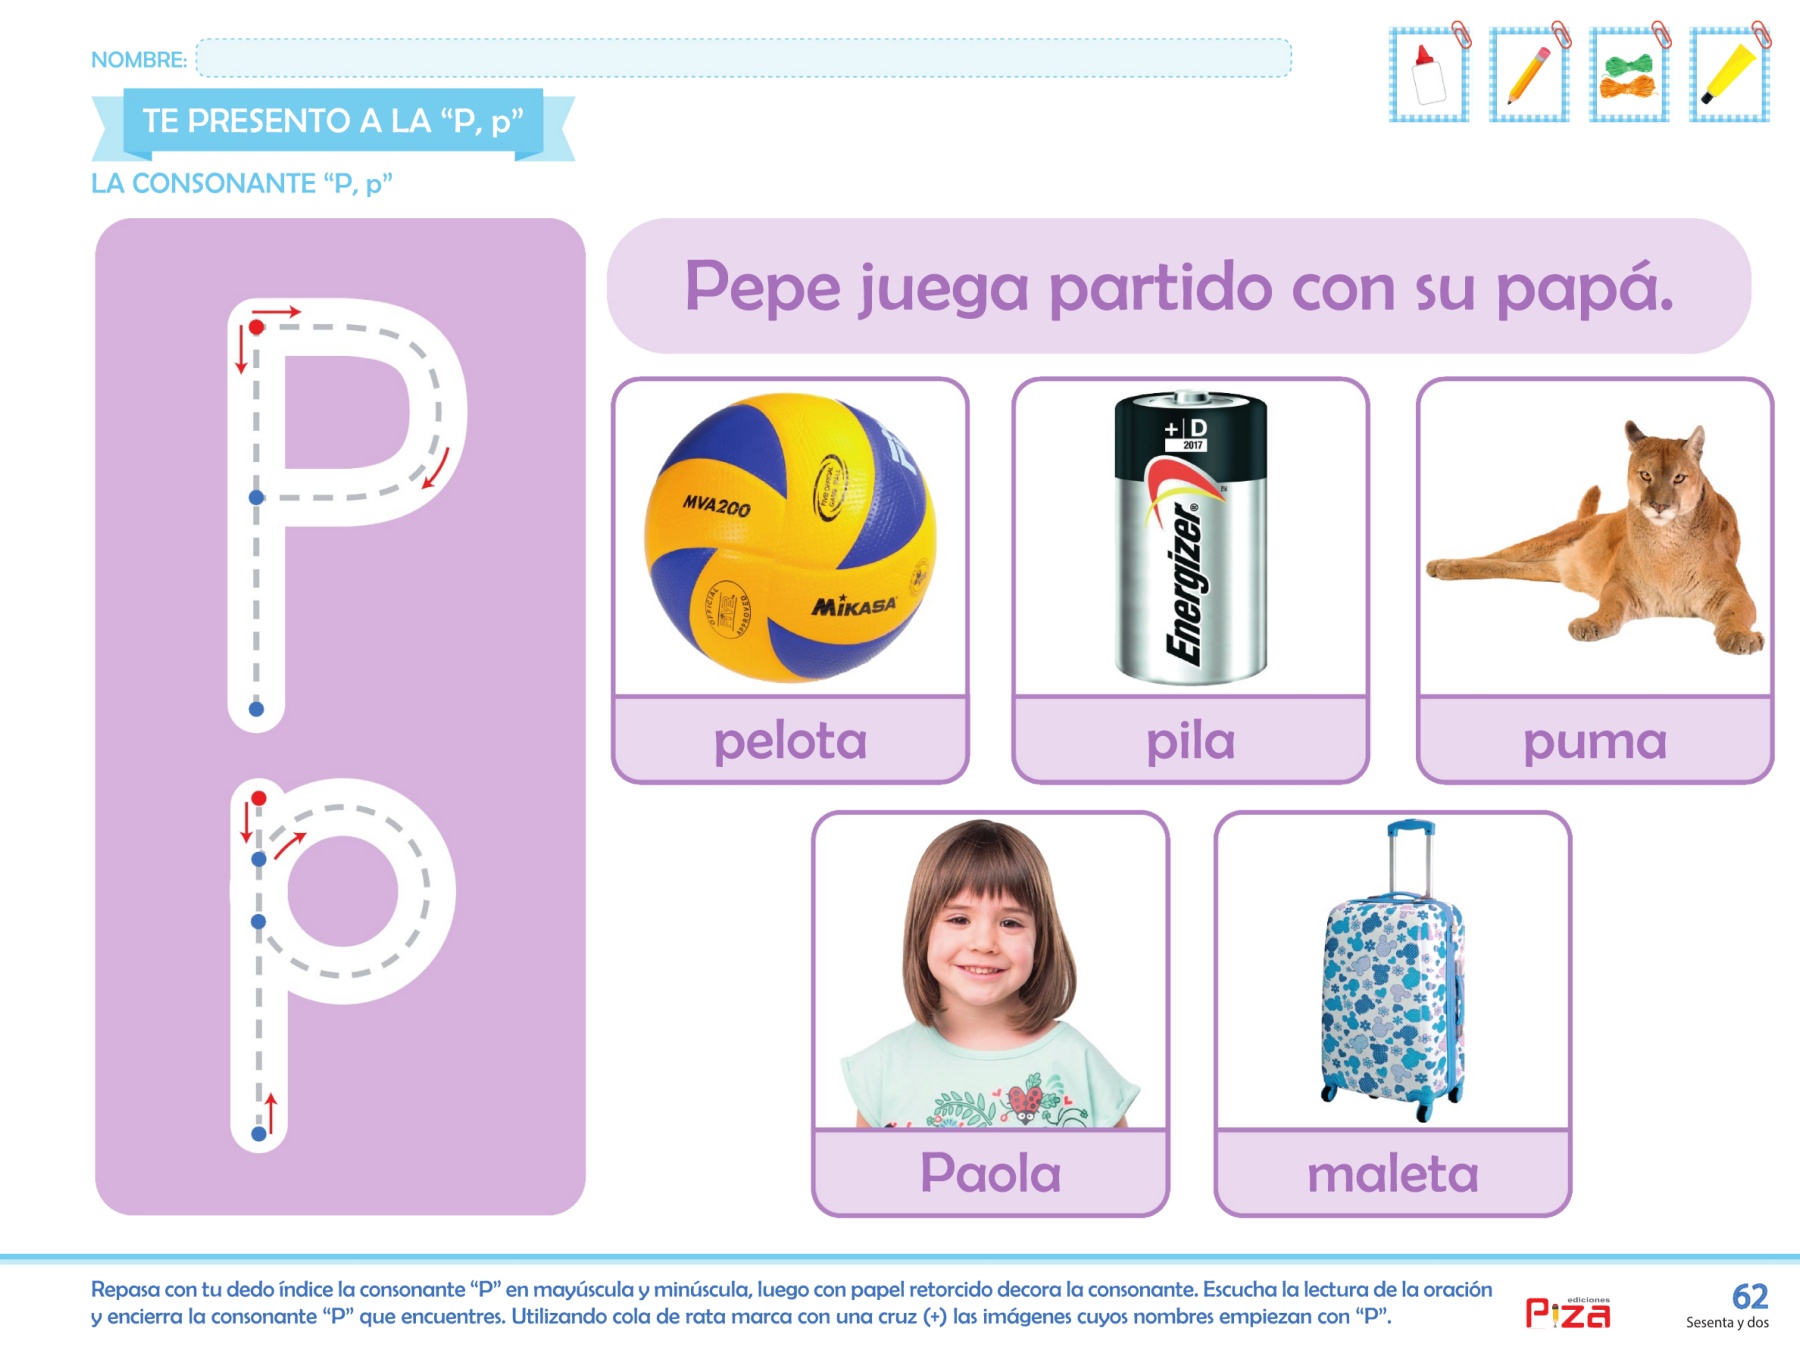 NOMBRE:
TE PRESENTO A LA “P, p”
LA CONSONANTE “P, p”
P
p
Pepe juega partido con su papá.
MVA200
MIKASA
pelota
+ D
2017
Energizer®
pila
puma
Paola
maleta
Repasa con tu dedo índice la consonante “P” en mayúscula y minúscula, luego con papel retorcido decora la consonante. Escucha la lectura de la oración
y encierra la consonante “P” que encuentres. Utilizando cola de rata marca con una cruz (+) las imágenes cuyos nombres empiezan con “P”.
ediciones
Piza
62
Sesenta y dos